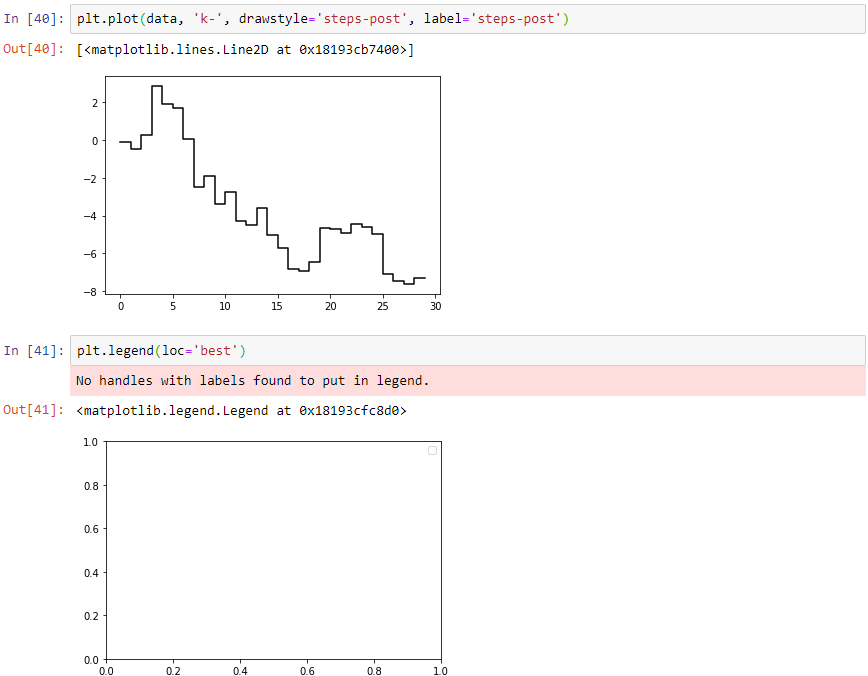 In [40]: plt.plot(data, 'k-', drawstyle='steps-post', label='steps-post')
Out[40]: [<matplotlib.lines.Line2D at 0x18193cb7400>]
2
0
−2
−4
−6
−8
0 5 10 15 20 25 30
In [41]: plt.legend(loc='best')
No handles with labels found to put in legend.
Out[41]: <matplotlib.legend.Legend at 0x18193cfc8d0>
1.0
0.8
0.6
0.4
0.2
0.0
0.0 0.2 0.4 0.6 0.8 1.0